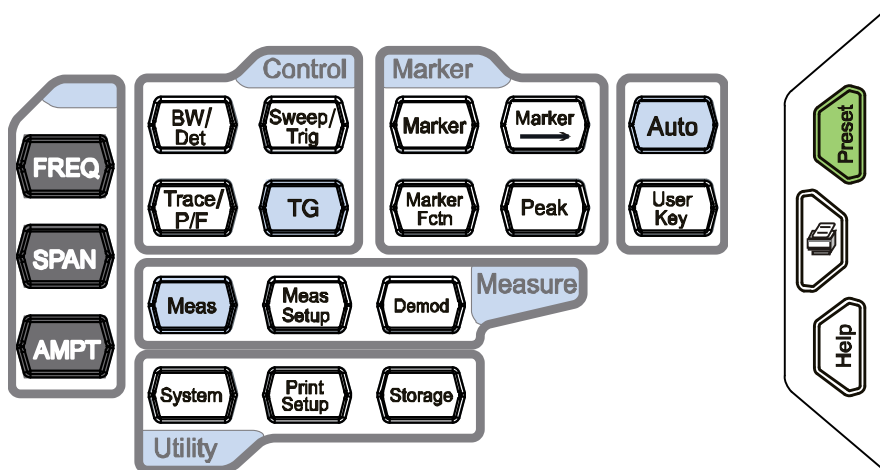 Control
Marker
FREQ
SPAN
AMPT
BW/
Det
Sweep/
Trig
Trace/
P/F
TG
Marker
Marker
Marker
Fctn
Peak
Auto
User
Key
Meas
Meas
Setup
Demod
Measure
System
Print
Setup
Storage
Utility
Preset
Help